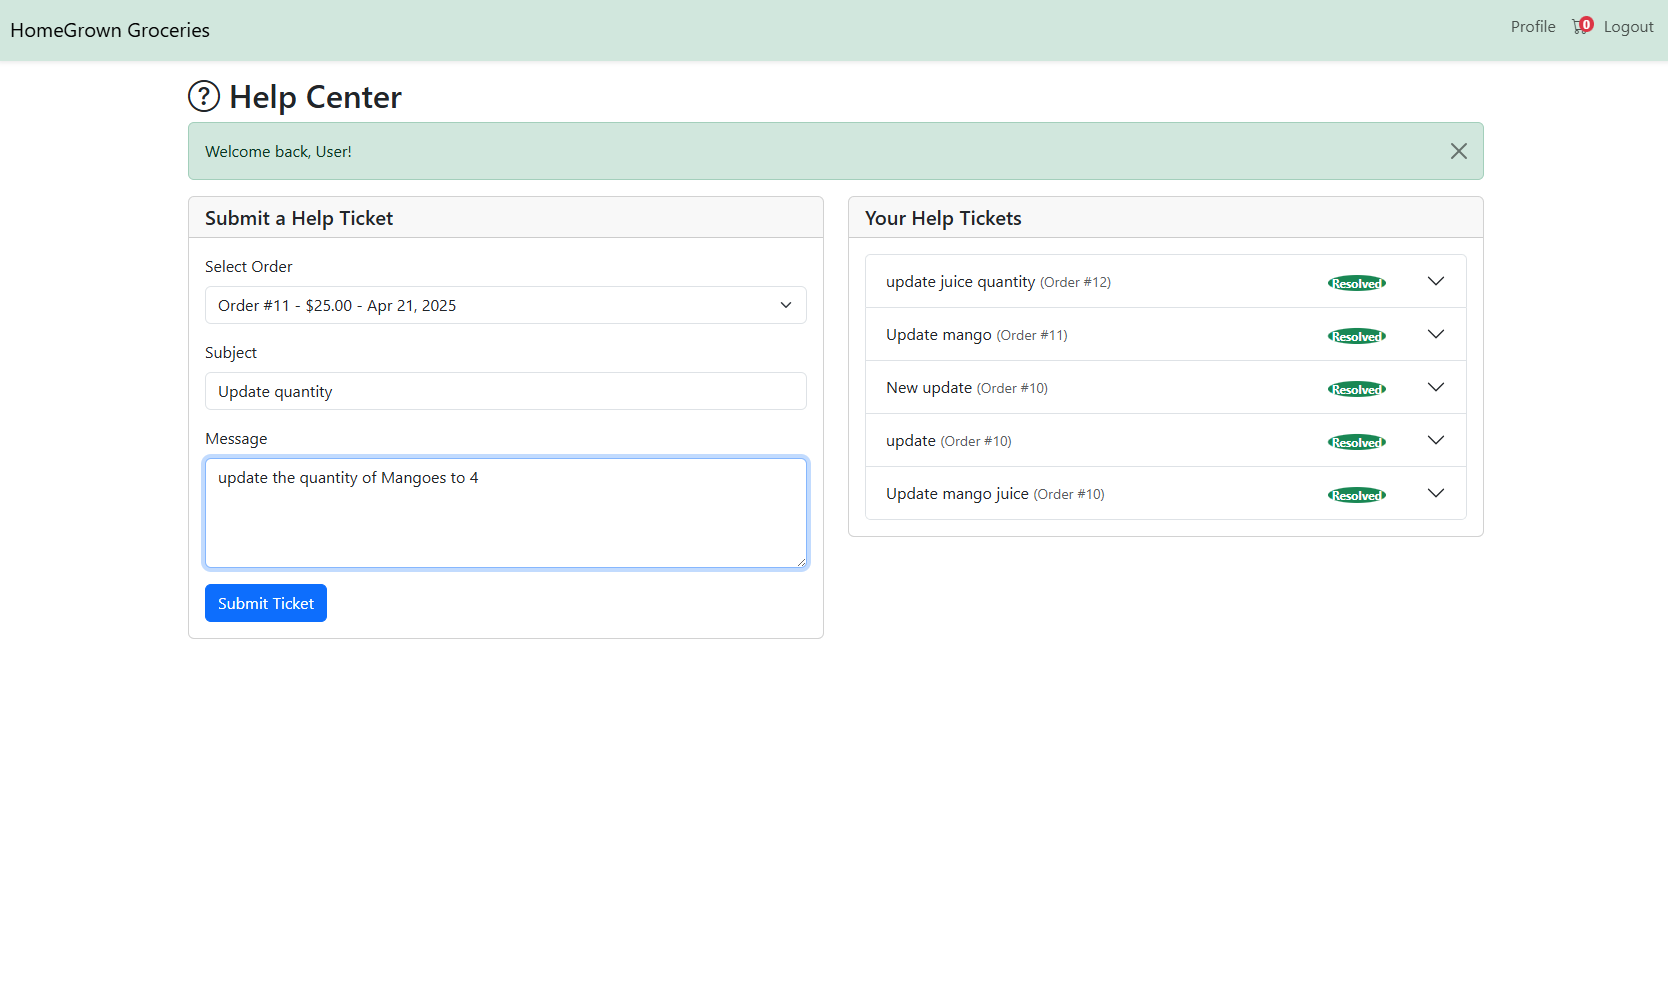 HomeGrown Groceries
Profile 0 Logout
? Help Center
Welcome back, User!
Submit a Help Ticket
Select Order
Order #11 - $25.00 - Apr 21, 2025
Subject
Update quantity
Message
update the quantity of Mangoes to 4
Submit Ticket
Your Help Tickets
update juice quantity (Order #12) Resolved
Update mango (Order #11) Resolved
New update (Order #10) Resolved
update (Order #10) Resolved
Update mango juice (Order #10) Resolved